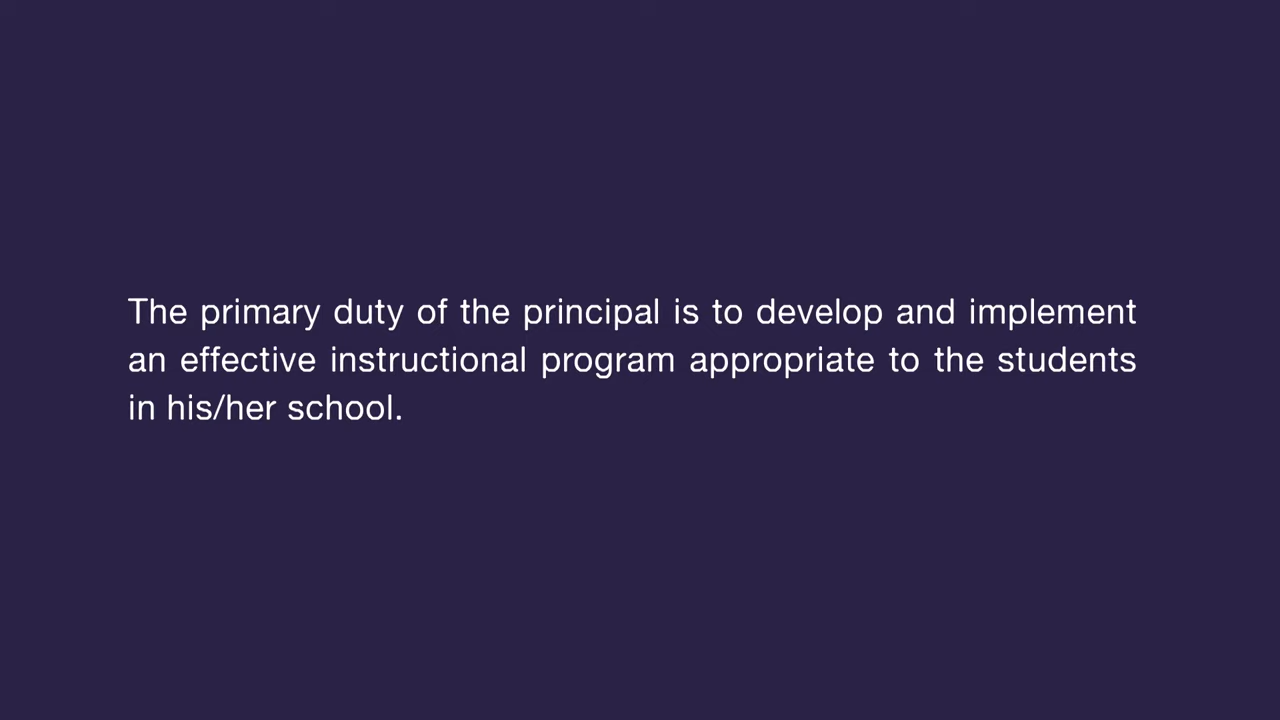 The primary duty of the principal is to develop and implement
an effective instructional program appropriate to the students
in his/her school.